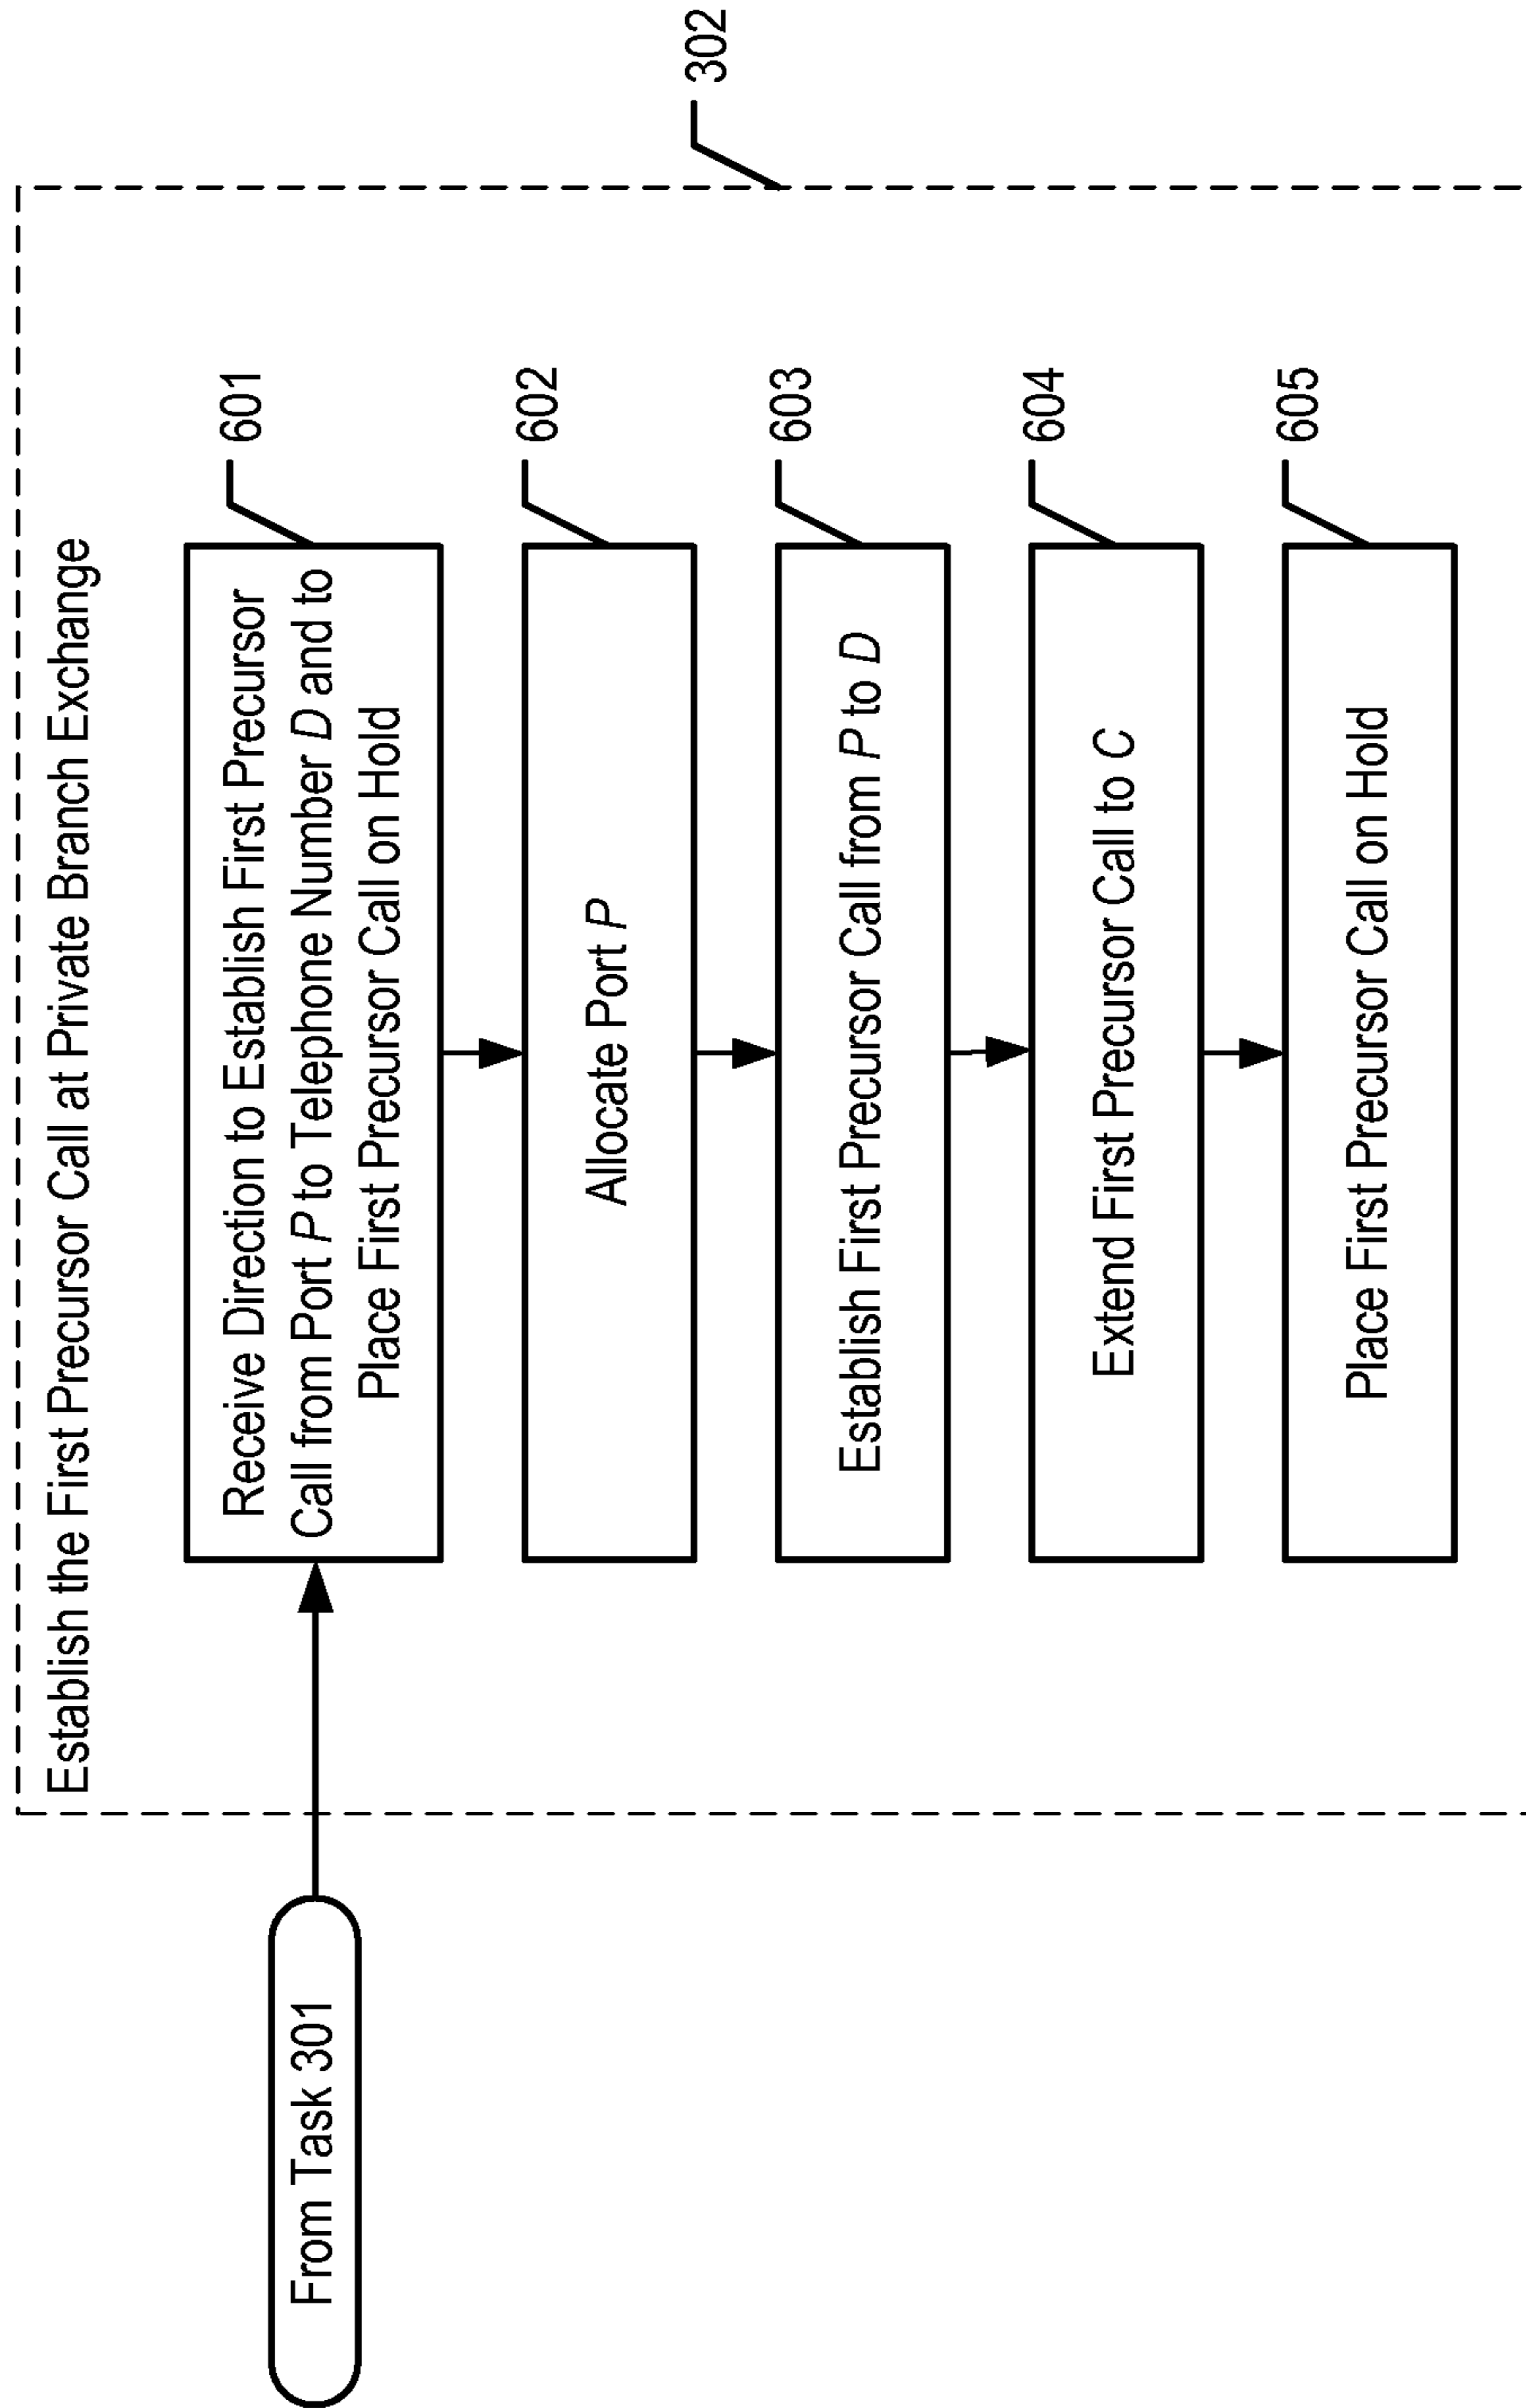 Establish the First Precursor Call at Private Branch Exchange
302
From Task 301
Receive Direction to Establish First Precursor
Call from Port P to Telephone Number D and to
Place First Precursor Call on Hold
601
Allocate Port P
602
Establish First Precursor Call from P to D
603
Extend First Precursor Call to C
604
Place First Precursor Call on Hold
605